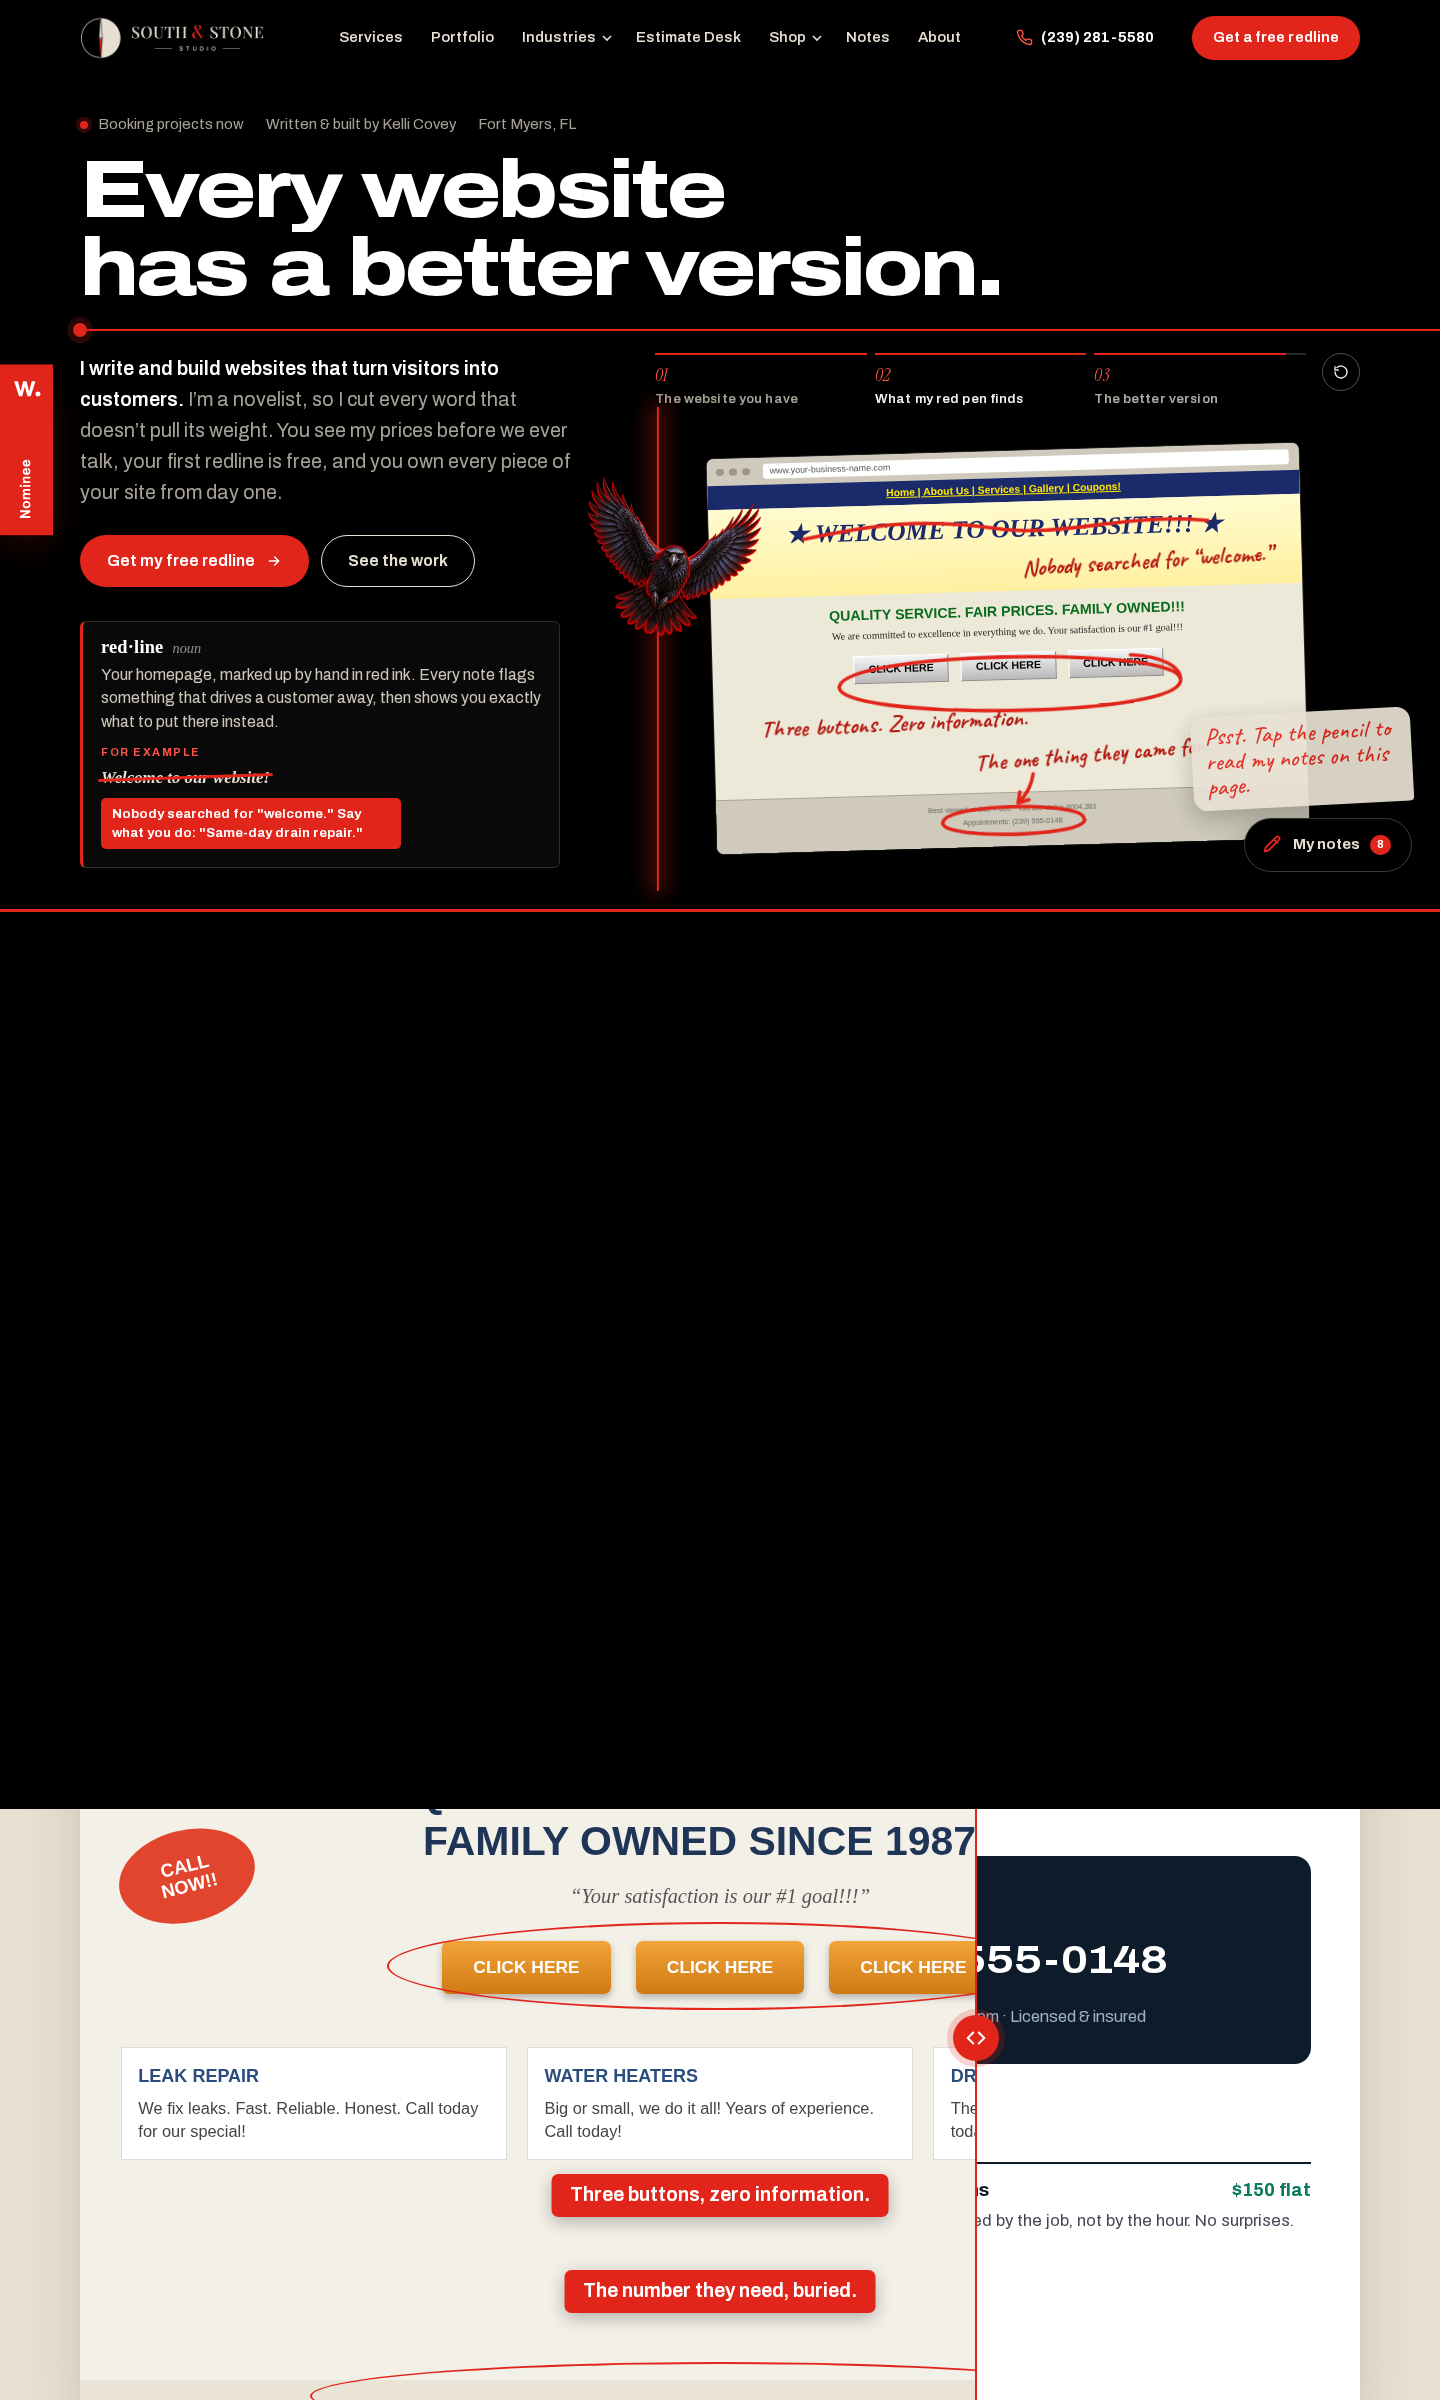 SOUTH & STONE
STUDIO
Services
Portfolio
Industries
Estimate Desk
Shop
Notes
About
(239) 281-5580
Get a free redline
Booking projects now
Written & built by Kelli Covey
Fort Myers, FL
Every website
has a better version.
W.
Nominee
I write and build websites that turn visitors into
customers. I’m a novelist, so I cut every word that
doesn’t pull its weight. You see my prices before we ever
talk, your first redline is free, and you own every piece of
your site from day one.
Get my free redline
See the work
red·line noun
Your homepage, marked up by hand in red ink. Every note flags
something that drives a customer away, then shows you exactly
what to put there instead.
FOR EXAMPLE
Welcome to our website!
Nobody searched for "welcome." Say
what you do: "Same-day drain repair."
01
The website you have
02
What my red pen finds
03
The better version
www.your-business-name.com
Home | About Us | Services | Gallery | Coupons!
★ WELCOME TO OUR WEBSITE!!! ★
Nobody searched for “welcome.”
QUALITY SERVICE. FAIR PRICES. FAMILY OWNED!!!
We are committed to excellence in everything we do. Your satisfaction is our #1 goal!!!
CLICK HERE
CLICK HERE
CLICK HERE
Three buttons. Zero information.
The one thing they came for
Best viewed
Appointments: (239) 555-0148
Psst. Tap the pencil to
read my notes on this
page.
My notes 8
FAMILY OWNED SINCE 1987
CALL
NOW!!
“Your satisfaction is our #1 goal!!!”
CLICK HERE
CLICK HERE
CLICK HERE
555-0148
pm · Licensed & insured
LEAK REPAIR
We fix leaks. Fast. Reliable. Honest. Call today
for our special!
WATER HEATERS
Big or small, we do it all! Years of experience.
Call today!
DR
The
toda
ns
$150 flat
ed by the job, not by the hour. No surprises.
Three buttons, zero information.
The number they need, buried.